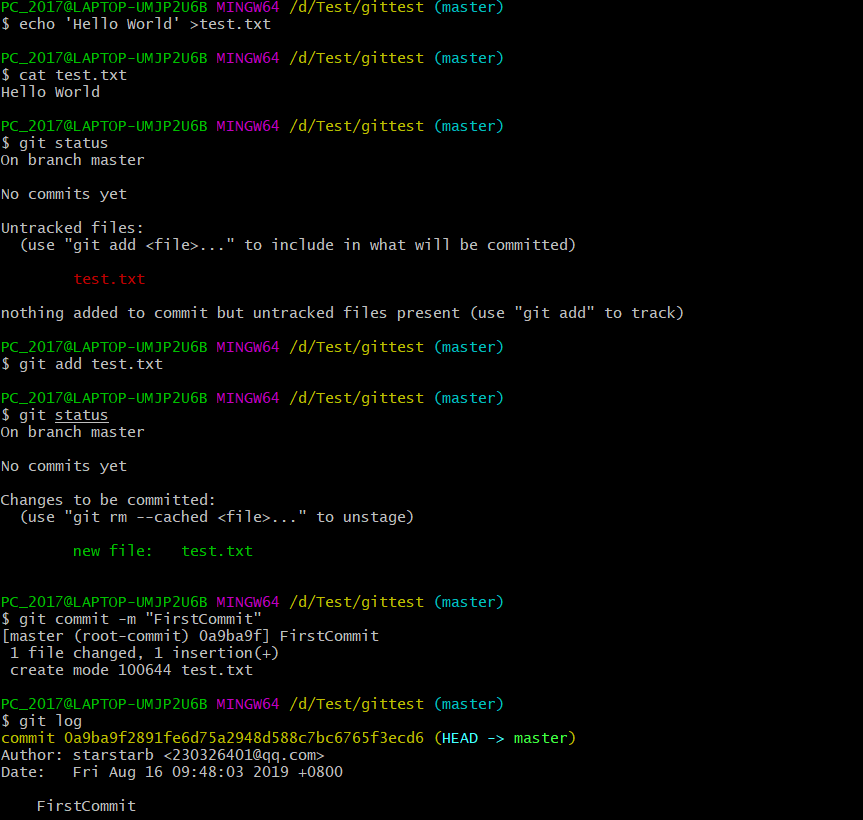 PC_2017@LAPTOP-UMJP2U6B MINGW64 /d/Test/gittest (master)
$ echo 'Hello World' >test.txt

PC_2017@LAPTOP-UMJP2U6B MINGW64 /d/Test/gittest (master)
$ cat test.txt
Hello World

PC_2017@LAPTOP-UMJP2U6B MINGW64 /d/Test/gittest (master)
$ git status
On branch master

No commits yet

Untracked files:
  (use "git add <file>..." to include in what will be committed)

        test.txt

nothing added to commit but untracked files present (use "git add" to track)

PC_2017@LAPTOP-UMJP2U6B MINGW64 /d/Test/gittest (master)
$ git add test.txt

PC_2017@LAPTOP-UMJP2U6B MINGW64 /d/Test/gittest (master)
$ git status
On branch master

No commits yet

Changes to be committed:
  (use "git rm --cached <file>..." to unstage)

        new file:   test.txt


PC_2017@LAPTOP-UMJP2U6B MINGW64 /d/Test/gittest (master)
$ git commit -m "FirstCommit"
[master (root-commit) 0a9ba9f] FirstCommit
 1 file changed, 1 insertion(+)
 create mode 100644 test.txt

PC_2017@LAPTOP-UMJP2U6B MINGW64 /d/Test/gittest (master)
$ git log
commit 0a9ba9f2891fe6d75a2948d588c7bc6765f3ecd6 (HEAD -> master)
Author: starstarb <230326401@qq.com>
Date:   Fri Aug 16 09:48:03 2019 +0800

    FirstCommit